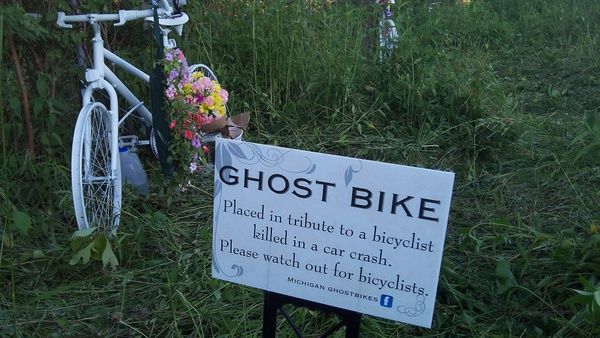 GHOST BIKE
Placed in tribute to a bicyclist
killed in a car crash.
Please watch out for bicyclists.
MICHIGAN GHOSTBIKES f